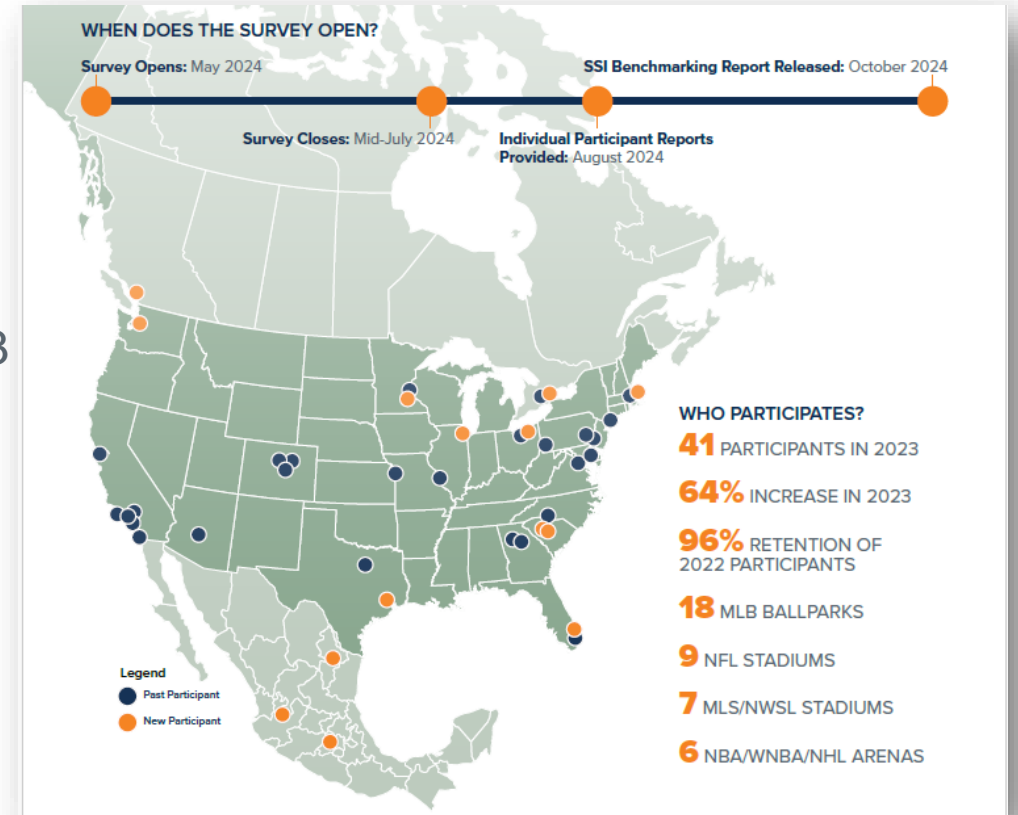 WHEN DOES THE SURVEY OPEN?
Survey Opens: May 2024
SSI Benchmarking Report Released: October 2024
Survey Closes: Mid-July 2024
Individual Participant Reports
Provided: August 2024
3
WHO PARTICIPATES?
41 PARTICIPANTS IN 2023
64% INCREASE IN 2023
96% RETENTION OF
2022 PARTICIPANTS
18 MLB BALLPARKS
9 NFL STADIUMS
7 MLS/NWSL STADIUMS
6 NBA/WNBA/NHL ARENAS
Legend
Past Participant
New Participant